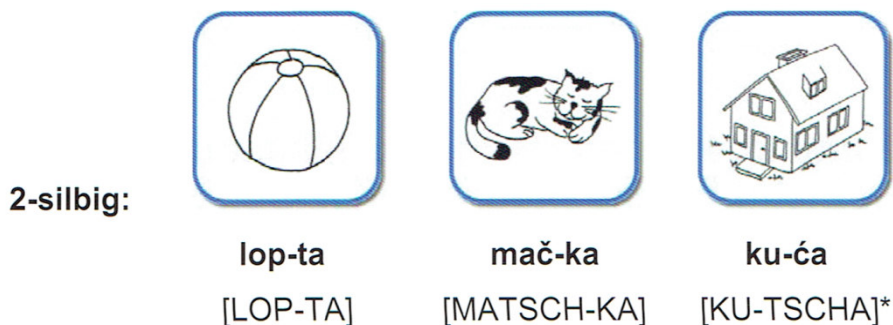 2-silbig:
lop-ta mač-ka ku-ća
[LOP-TA] [MATSCH-KA] [KU-TSCHA]*